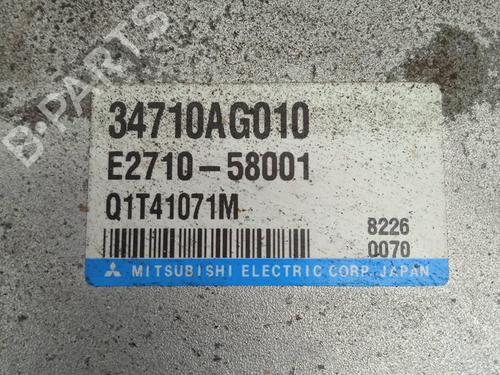 B-PARTS
34710AG010
E2710-58001
Q1T41071M
8226
0070
MITSUBISHI ELECTRIC CORP. JAPAN